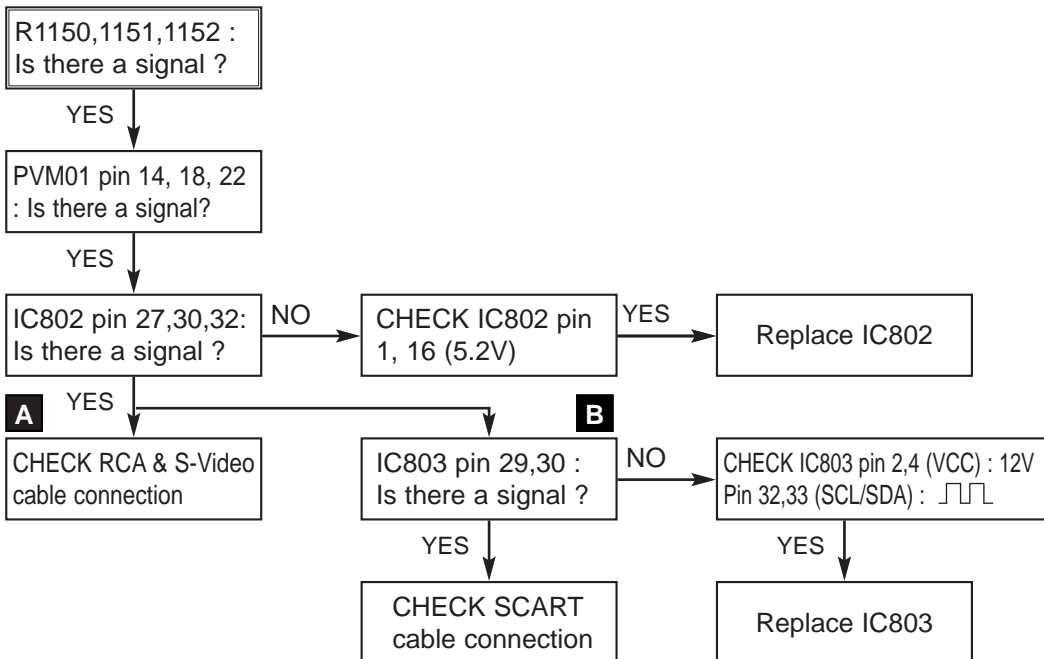 R1150,1151,1152 :
Is there a signal ?
YES
PVM01 pin 14, 18, 22
: Is there a signal?
YES
IC802 pin 27,30,32:
Is there a signal ?
NO
CHECK IC802 pin
1, 16 (5.2V)
YES
Replace IC802
A
YES
B
CHECK RCA & S-Video
cable connection
IC803 pin 29,30 :
Is there a signal ?
NO
CHECK IC803 pin 2,4 (VCC) : 12V
Pin 32,33 (SCL/SDA) :
YES
YES
CHECK SCART
cable connection
Replace IC803